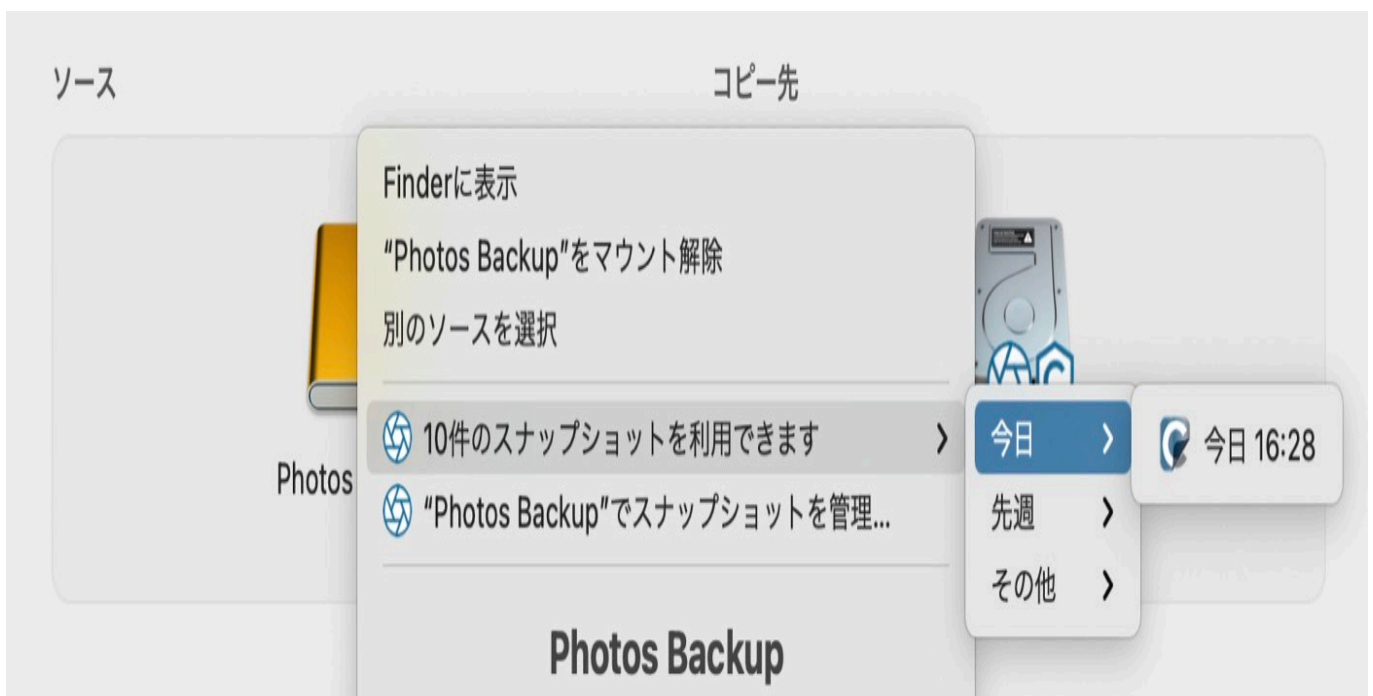 ソース
コピー先
Finderに表示
“Photos Backup”をマウント解除
別のソースを選択
10件のスナップショットを利用できます
今日
今日 16:28
Photos
“Photos Backup”でスナップショットを管理...
先週
その他
Photos Backup